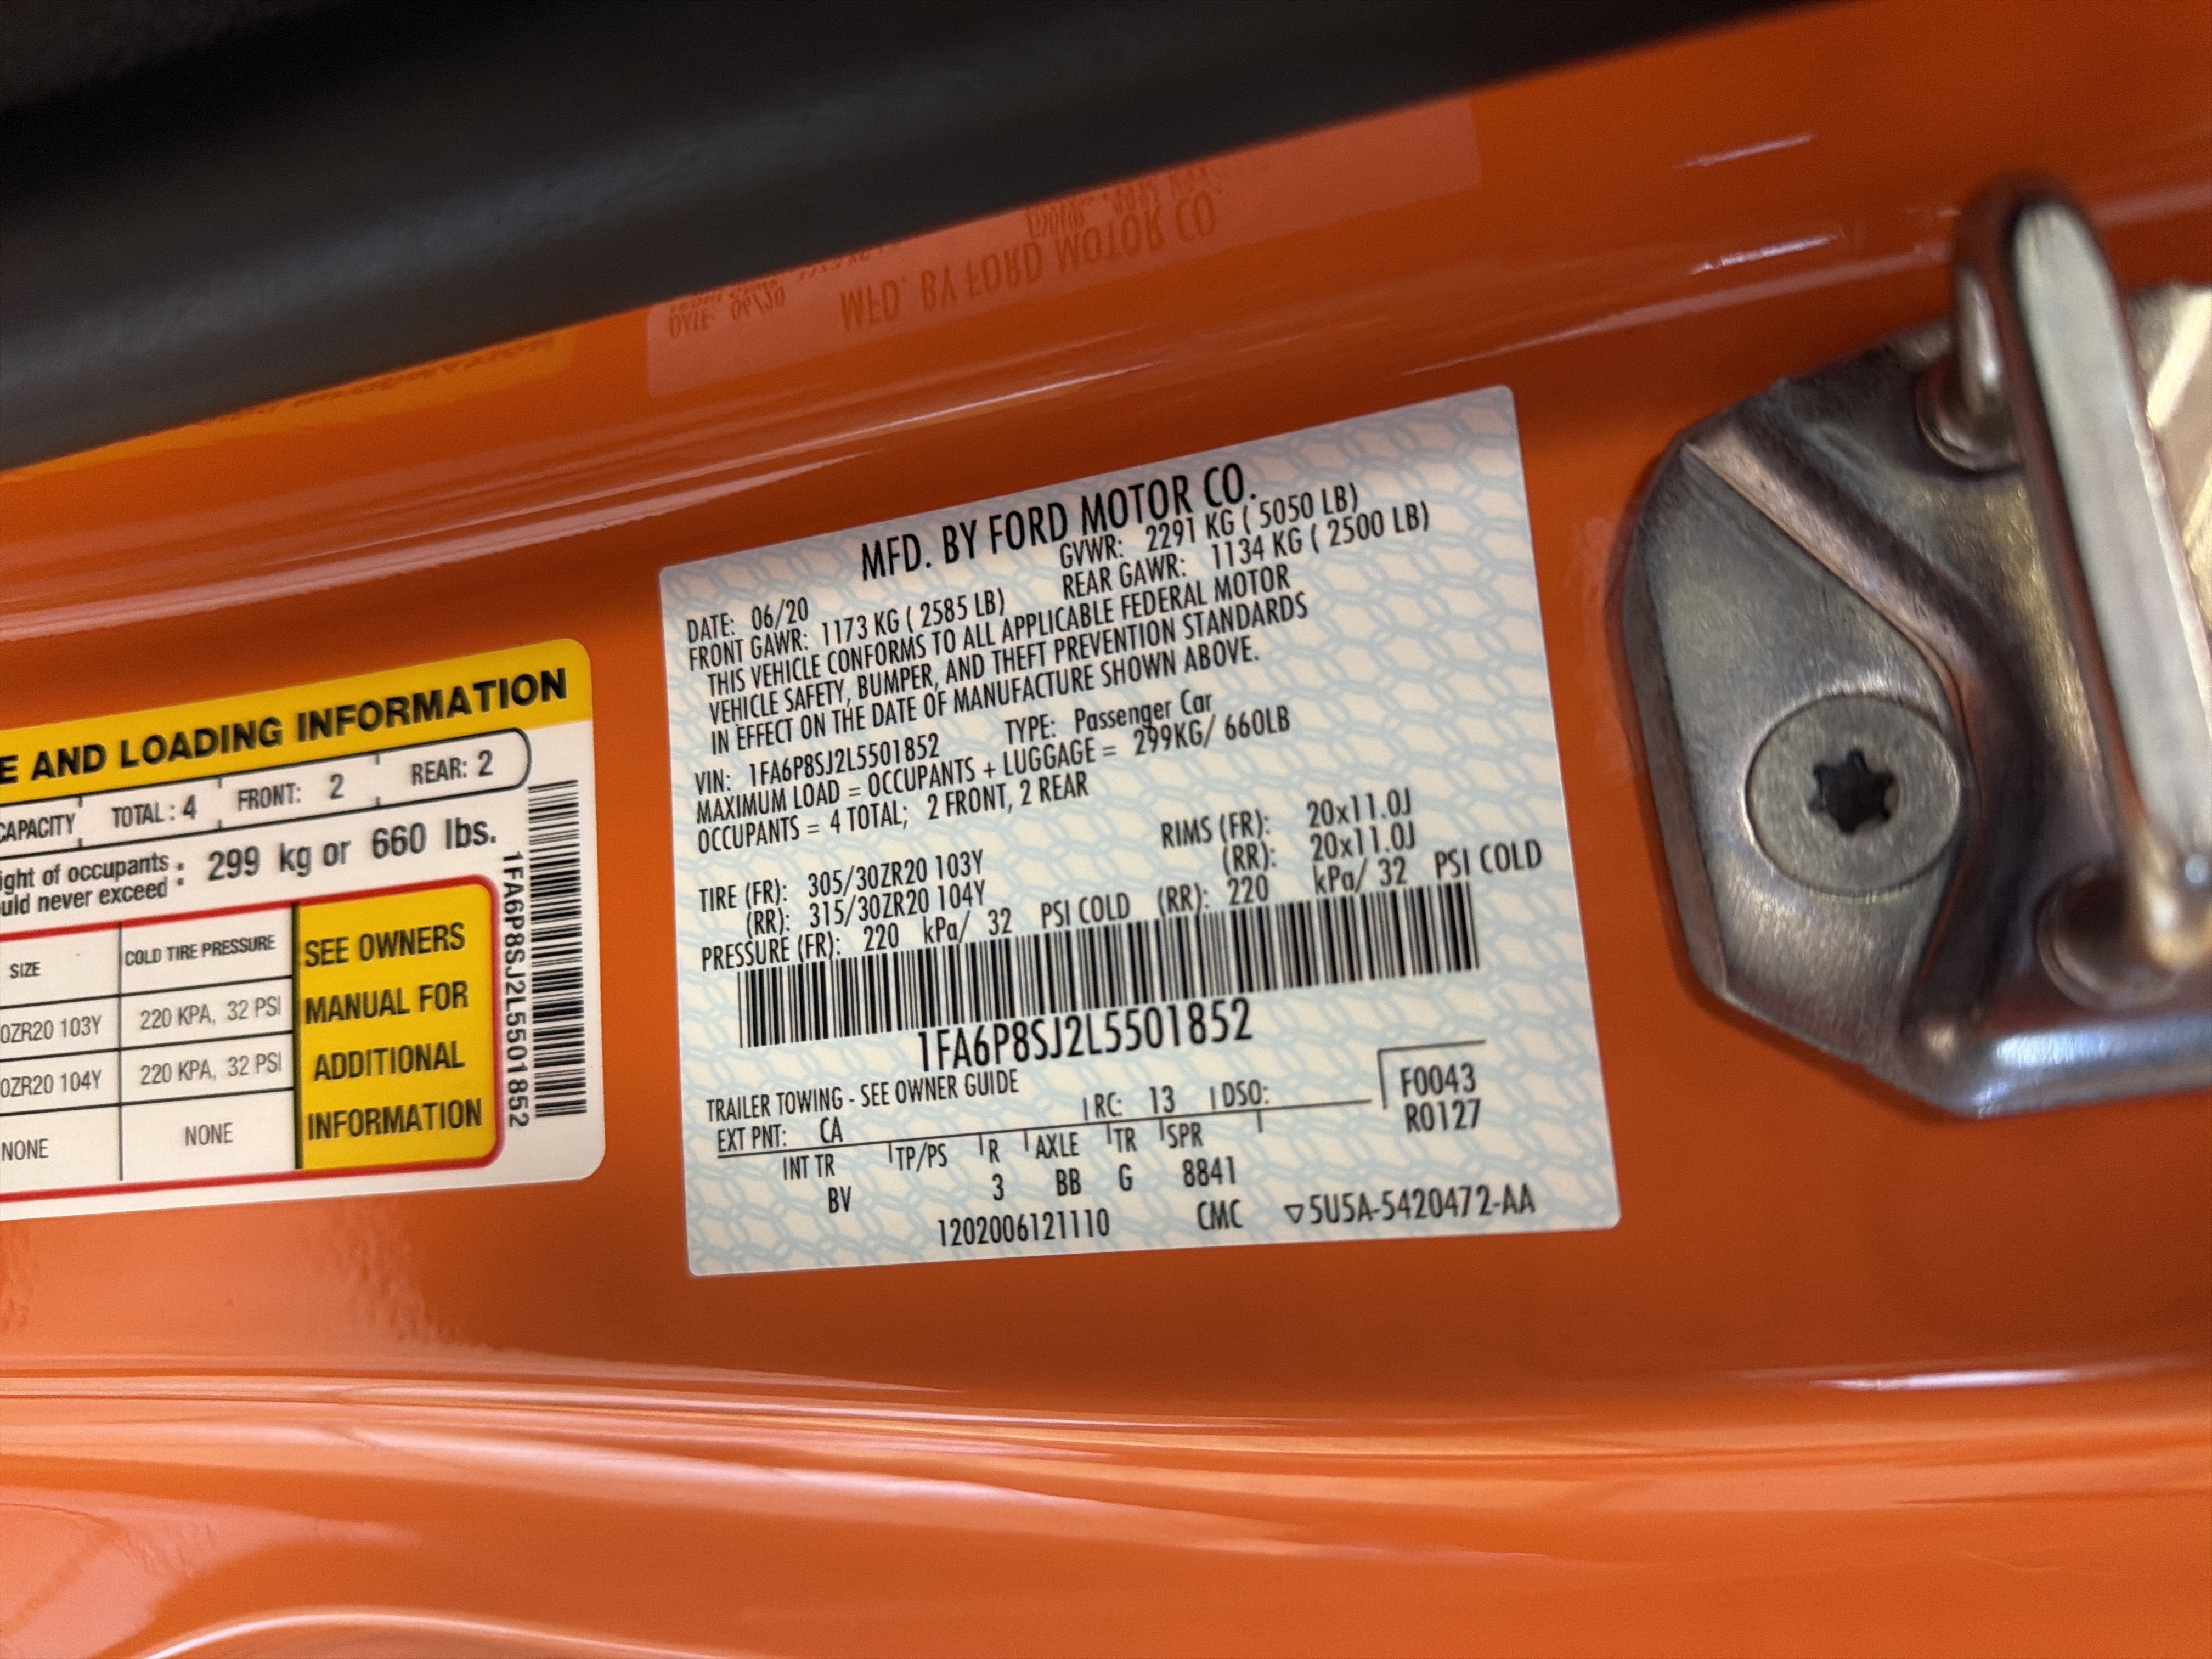 E AND LOADING INFORMATION
CAPACITY TOTAL: 4 FRONT: 2 REAR: 2
ight of occupants : 299 kg or 660 lbs.
uld never exceed :
SIZE COLD TIRE PRESSURE
0ZR20 103Y 220 KPA, 32 PSI
0ZR20 104Y 220 KPA, 32 PSI
NONE NONE
SEE OWNERS
MANUAL FOR
ADDITIONAL
INFORMATION
1FA6P8SJ2L5501852
MFD. BY FORD MOTOR CO.
DATE: 06/20 GVWR: 2291 KG ( 5050 LB)
FRONT GAWR: 1173 KG ( 2585 LB) REAR GAWR: 1134 KG ( 2500 LB)
THIS VEHICLE CONFORMS TO ALL APPLICABLE FEDERAL MOTOR
VEHICLE SAFETY, BUMPER, AND THEFT PREVENTION STANDARDS
IN EFFECT ON THE DATE OF MANUFACTURE SHOWN ABOVE.
VIN: 1FA6P8SJ2L5501852 TYPE: Passenger Car
MAXIMUM LOAD = OCCUPANTS + LUGGAGE = 299KG/ 660LB
OCCUPANTS = 4 TOTAL; 2 FRONT, 2 REAR
RIMS (FR): 20x11.0J
TIRE (FR): 305/30ZR20 103Y (RR): 20x11.0J
(RR): 315/30ZR20 104Y
PRESSURE (FR): 220 kPa/ 32 PSI COLD (RR): 220 kPa/ 32 PSI COLD
1FA6P8SJ2L5501852
TRAILER TOWING - SEE OWNER GUIDE
EXT PNT: CA RC: 13 DSO: F0043
R0127
INT TR TP/PS R AXLE TR SPR
BV 3 BB G 8841
1202006121110 CMC ▽5U5A-5420472-AA